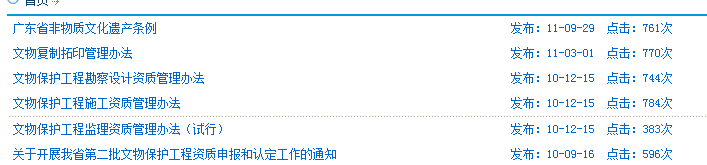 首页
广东省非物质文化遗产条例 发布：11-09-29 点击：761次
文物复制拓印管理办法 发布：11-03-01 点击：770次
文物保护工程勘察设计资质管理办法 发布：10-12-15 点击：744次
文物保护工程施工资质管理办法 发布：10-12-15 点击：784次
文物保护工程监理资质管理办法（试行） 发布：10-12-15 点击：383次
关于开展我省第二批文物保护工程资质申报和认定工作的通知 发布：10-09-16 点击：596次